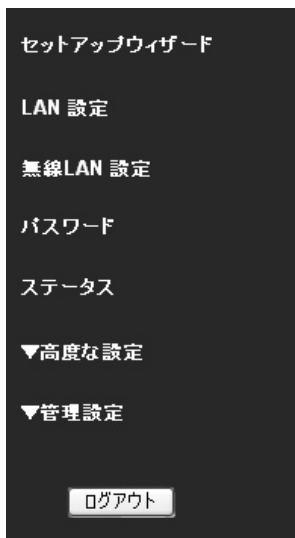 セットアップウィザード
LAN 設定
無線LAN 設定
パスワード
ステータス
▼高度な設定
▼管理設定
ログアウト